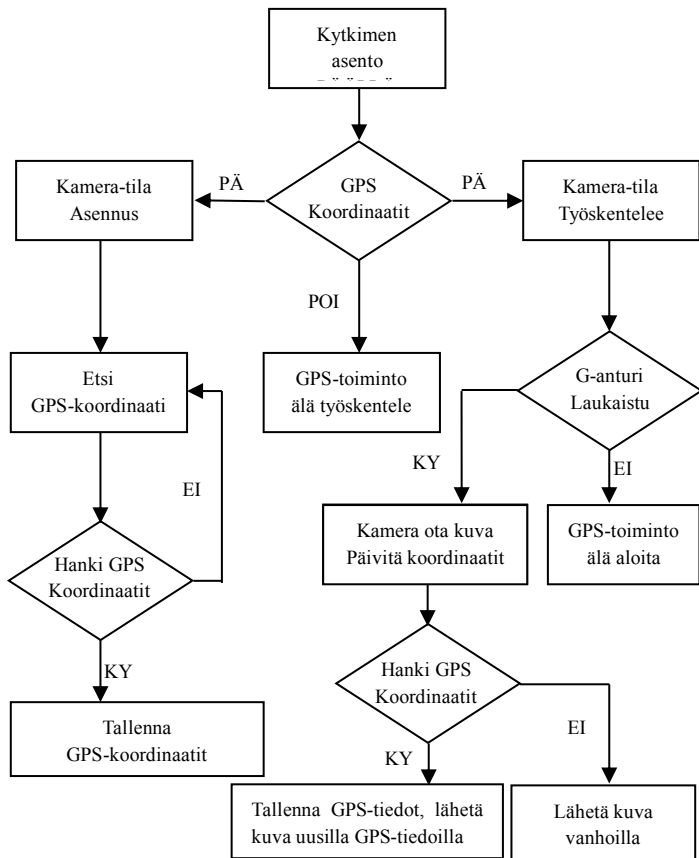 Kytkimen
asento
Kamera-tila
Asennus
PÄ
GPS
Koordinaatit
PÄ
Kamera-tila
Työskentelee
POI
Etsi
GPS-koordinaati
GPS-toiminto
älä työskentele
G-anturi
Laukaistu
EI
KY
EI
Hanki GPS
Koordinaatit
Kamera ota kuva
Päivitä koordinaatit
GPS-toiminto
älä aloita
KY
Hanki GPS
Koordinaatit
Tallenna
GPS-koordinaatit
KY
EI
Tallenna GPS-tiedot, lähetä
kuva uusilla GPS-tiedoilla
Lähetä kuva
vanhoilla